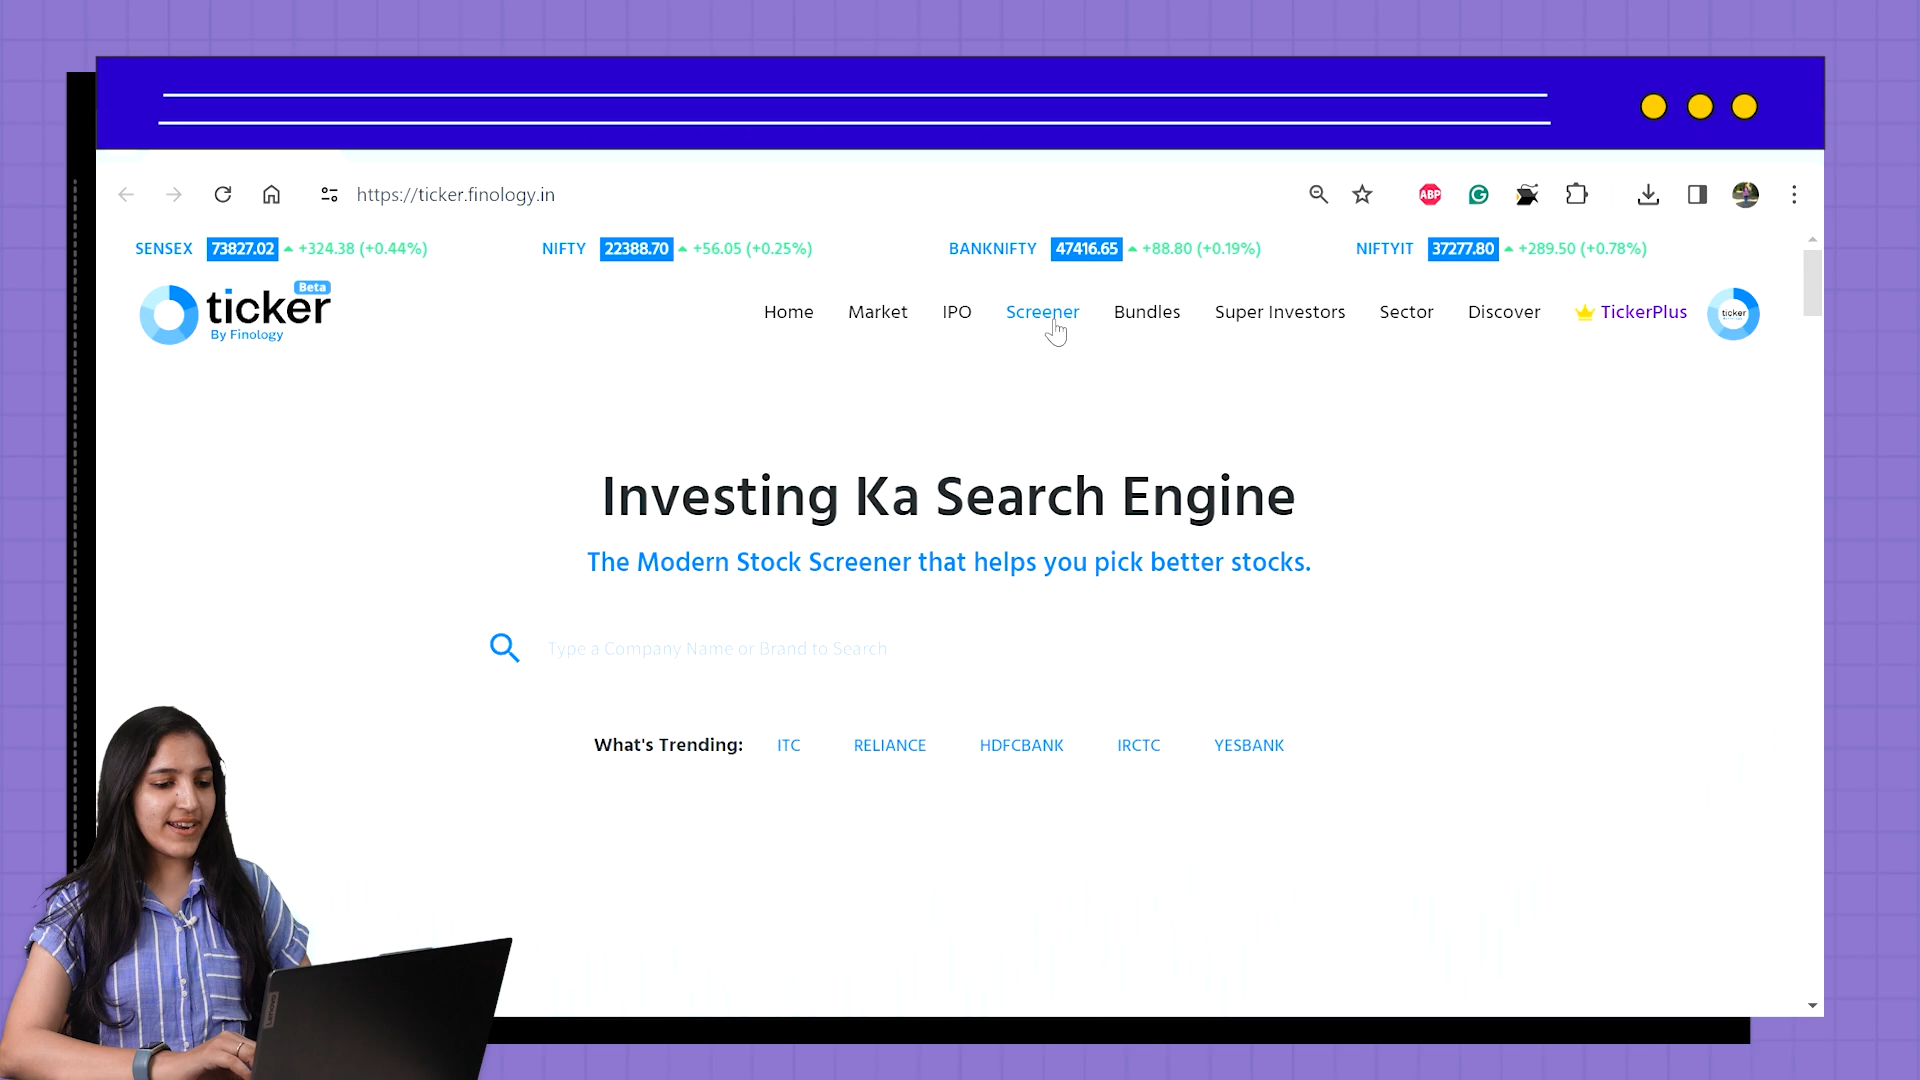 https://ticker.finology.in
ABP
SENSEX 73827.02 +324.38 (+0.44%) NIFTY 22388.70 +56.05 (+0.25%) BANKNIFTY 47416.65 +88.80 (+0.19%) NIFTYIT 37277.80 +289.50 (+0.78%)
Beta
ticker
By Finology
Home Market IPO Screener Bundles Super Investors Sector Discover TickerPlus ticker
Investing Ka Search Engine
The Modern Stock Screener that helps you pick better stocks.
Type a Company Name or Brand to Search
What's Trending: ITC RELIANCE HDFCBANK IRCTC YESBANK
Lenovo